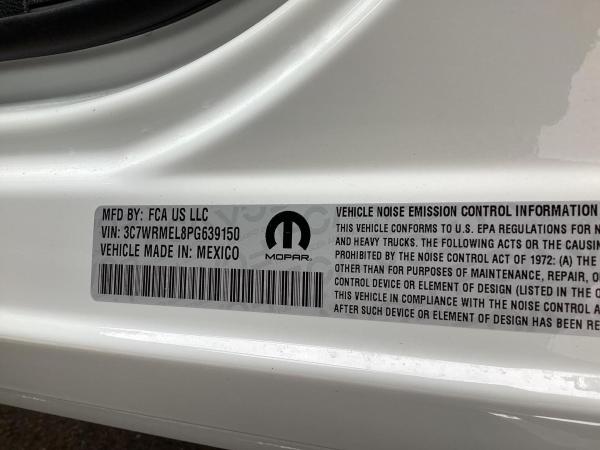 MFD BY: FCA US LLC
VIN: 3C7WRMEL8PG639150
VEHICLE MADE IN: MEXICO
MOPAR
VEHICLE NOISE EMISSION CONTROL INFORMATION
THIS VEHICLE CONFORMS TO U.S. EPA REGULATIONS FOR N
AND HEAVY TRUCKS. THE FOLLOWING ACTS OR THE CAUSIN
PROHIBITED BY THE NOISE CONTROL ACT OF 1972: (A) THE
OTHER THAN FOR PURPOSES OF MAINTENANCE, REPAIR, O
CONTROL DEVICE OR ELEMENT OF DESIGN (LISTED IN THE O
THIS VEHICLE IN COMPLIANCE WITH THE NOISE CONTROL A
AFTER SUCH DEVICE OR ELEMENT OF DESIGN HAS BEEN RE